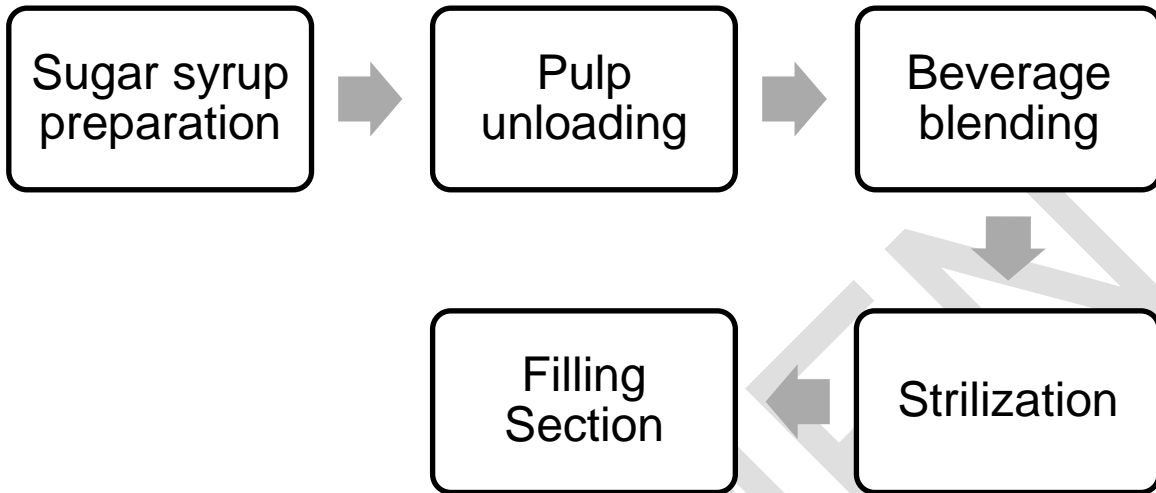 Sugar syrup
preparation
Pulp
unloading
Beverage
blending
Strilization
Filling
Section